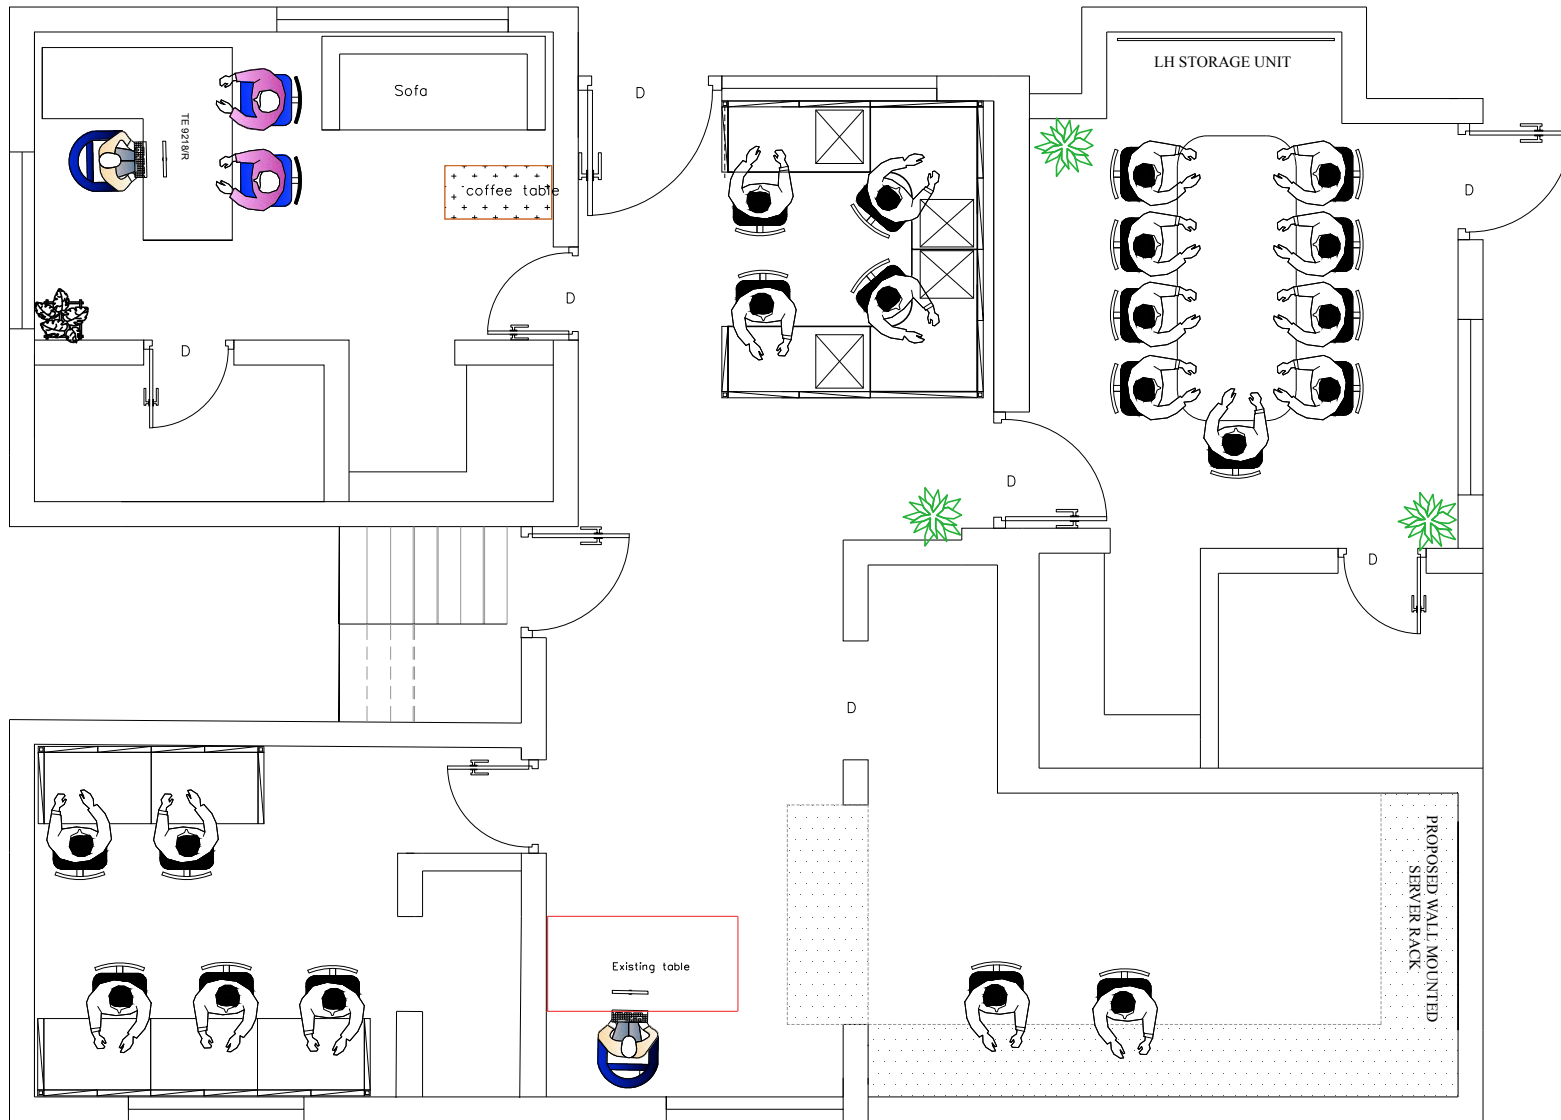 LH STORAGE UNIT
Sofa
D
TE 9218/R
D
coffee table
D
D
D
D
D
D
PROPOSED WALL MOUNTED
SERVER RACK
Existing table